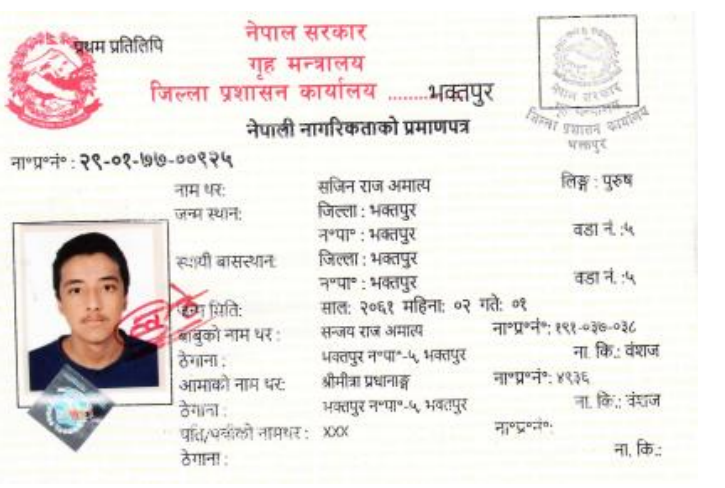 प्रथम प्रतिलिपि
नेपाल सरकार
गृह मन्त्रालय
जिल्ला प्रशासन कार्यालय ........भक्तपुर
नेपाल सरकार
गृह मन्त्रालय
जिल्ला प्रशासन कार्यालय
भक्तपुर
नेपाली नागरिकताको प्रमाणपत्र
ना॰प्र॰नं॰ : २९-०१-७७-००९२५
नाम थर: सजिन राज अमात्य लिङ्ग : पुरुष
जन्म स्थान: जिल्ला : भक्तपुर
न॰पा॰ : भक्तपुर वडा नं. :५
स्थायी बासस्थान: जिल्ला : भक्तपुर
न॰पा॰ : भक्तपुर वडा नं. :५
जन्म मिति: साल: २०६१ महिना: ०२ गते: ०१
बाबुको नाम थर : सन्जय राज अमात्य ना॰प्र॰नं॰: १९१-०३७-०३८
ठेगाना : भक्तपुर न॰पा॰-५, भक्तपुर ना. कि.: वंशज
आमाको नाम थर: श्रीमीत्रा प्रधानाङ्ग ना॰प्र॰नं॰: ४९३६
ठेगाना : भक्तपुर न॰पा॰-५, भक्तपुर ना. कि.: वंशज
पति/पत्नीको नामथर : XXX ना॰प्र॰नं॰:
ठेगाना : ना. कि.: